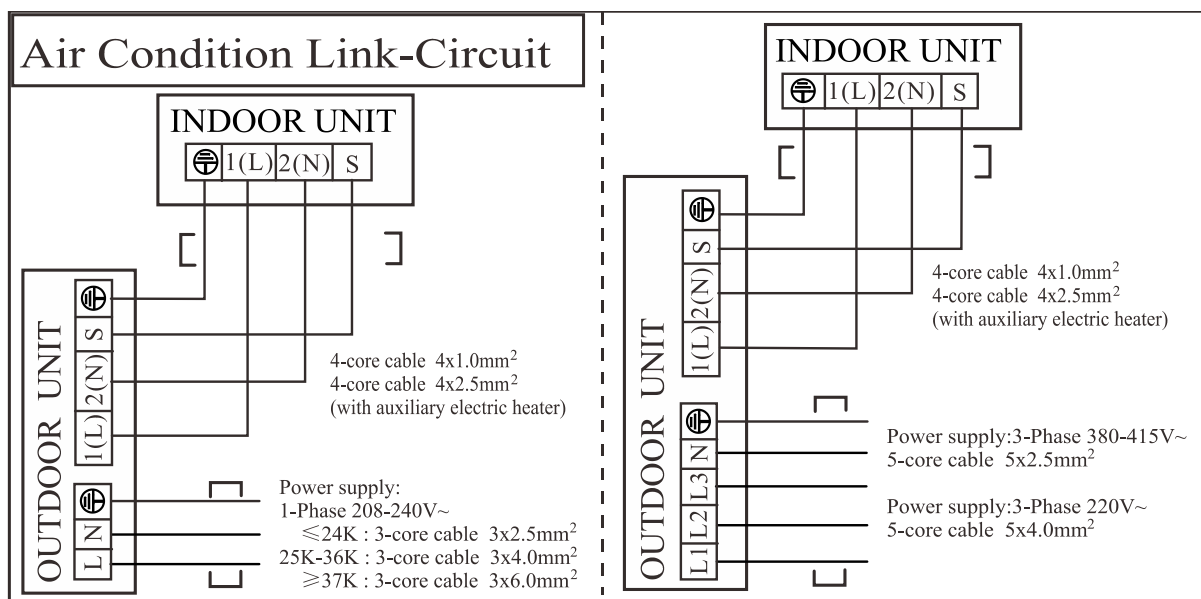 Air Condition Link-Circuit
INDOOR UNIT
1(L) 2(N) S
OUTDOOR UNIT
S
2(N)
1(L)
N
L
4-core cable 4x1.0mm²
4-core cable 4x2.5mm²
(with auxiliary electric heater)
Power supply:
1-Phase 208-240V~
≤24K : 3-core cable 3x2.5mm²
25K-36K : 3-core cable 3x4.0mm²
≥37K : 3-core cable 3x6.0mm²
INDOOR UNIT
1(L) 2(N) S
OUTDOOR UNIT
S
2(N)
1(L)
N
L3
L2
L1
4-core cable 4x1.0mm²
4-core cable 4x2.5mm²
(with auxiliary electric heater)
Power supply:3-Phase 380-415V~
5-core cable 5x2.5mm²
Power supply:3-Phase 220V~
5-core cable 5x4.0mm²